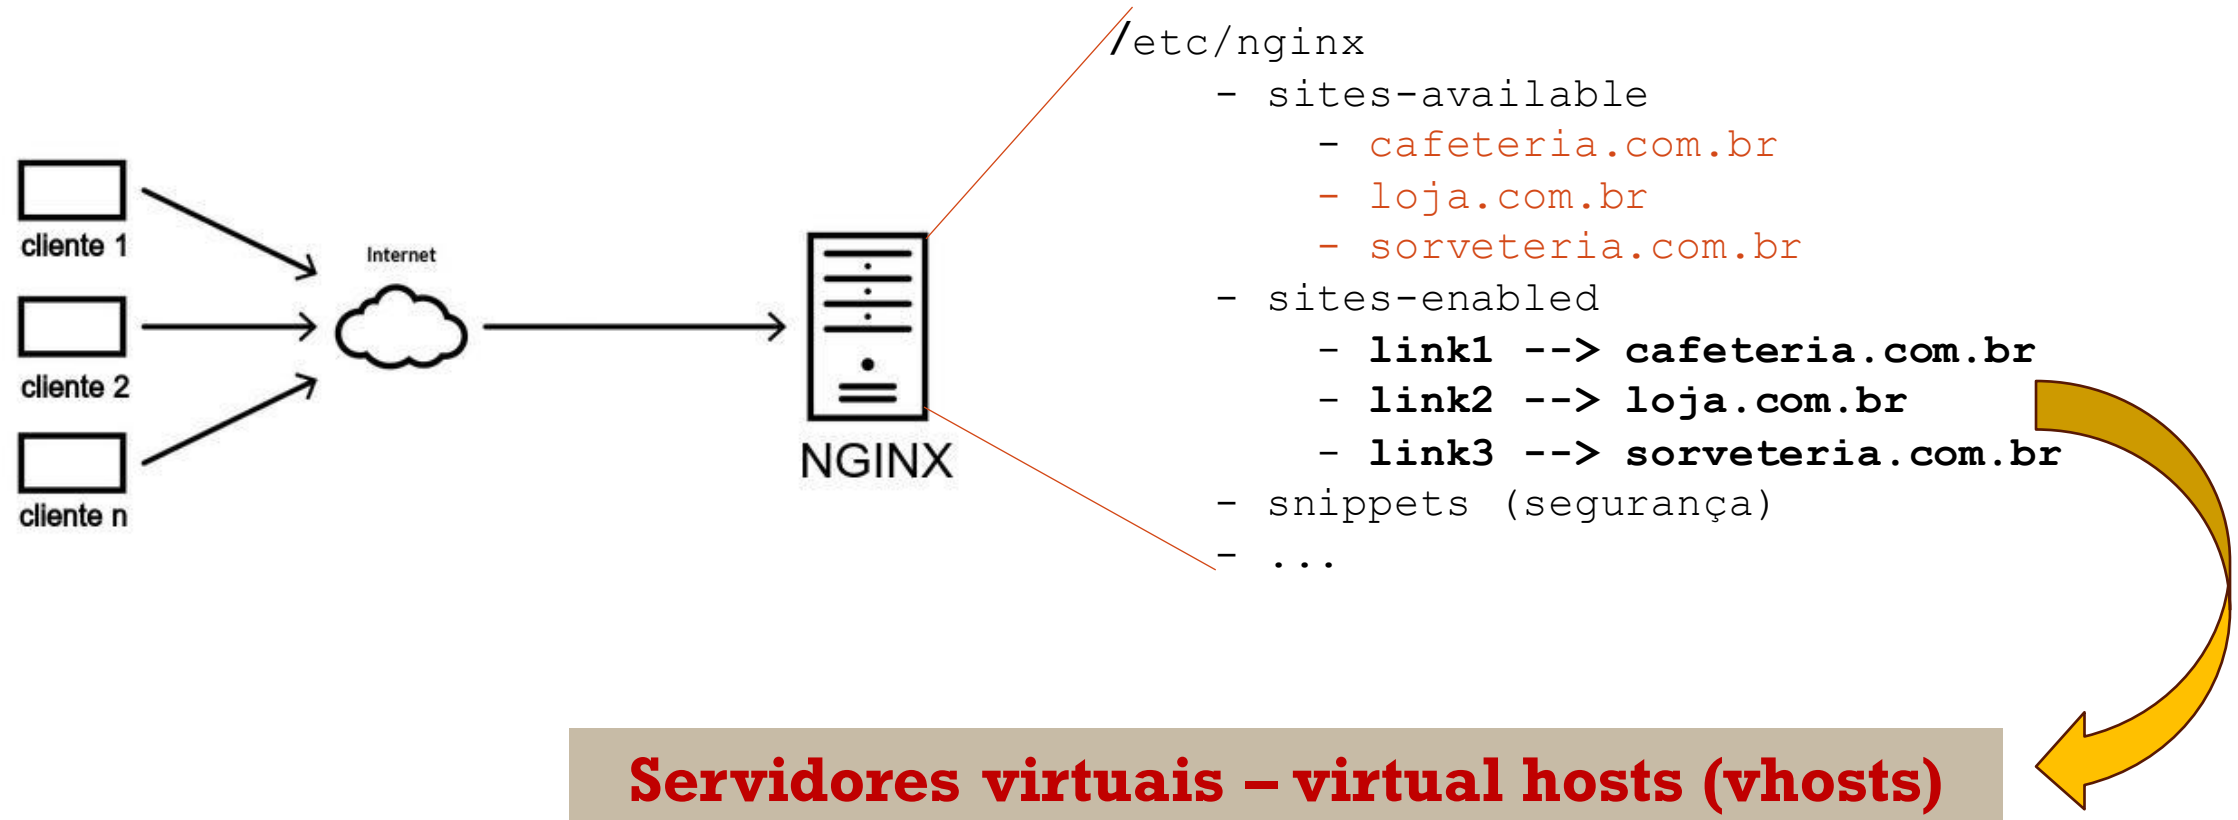 cliente 1
cliente 2
cliente n
Internet
NGINX
/etc/nginx
- sites-available
- cafeteria.com.br
- loja.com.br
- sorveteria.com.br
- sites-enabled
- link1 --> cafeteria.com.br
- link2 --> loja.com.br
- link3 --> sorveteria.com.br
- snippets (segurança)
- ...
Servidores virtuais – virtual hosts (vhosts)